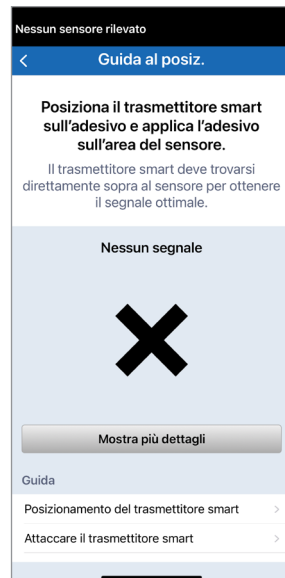 Nessun sensore rilevato
Guida al posiz.
Posiziona il trasmettitore smart
sull'adesivo e applica l'adesivo
sull'area del sensore.
Il trasmettitore smart deve trovarsi
direttamente sopra al sensore per ottenere
il segnale ottimale.
Nessun segnale
Mostra più dettagli
Guida
Posizionamento del trasmettitore smart
Attaccare il trasmettitore smart